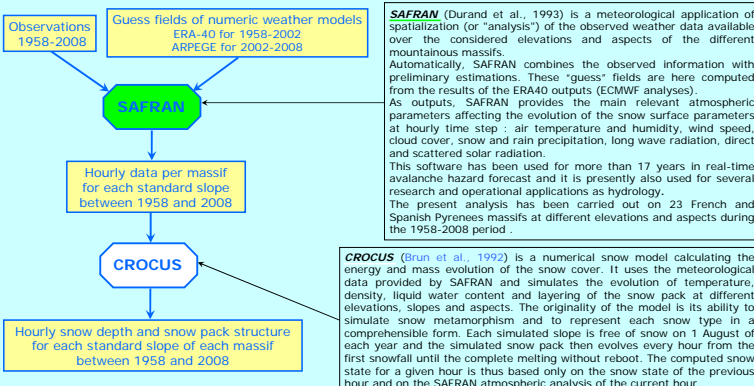 Observations
1958-2008
Guess fields of numeric weather models
ERA-40 for 1958-2002
ARPEGE for 2002-2008
SAFRAN
Hourly data per massif
for each standard slope
between 1958 and 2008
CROCUS
Hourly snow depth and snow pack structure
for each standard slope of each massif
between 1958 and 2008
SAFRAN (Durand et al., 1993) is a meteorological application of
spatialization (or "analysis") of the observed weather data available
over the considered elevations and aspects of the different
mountainous massifs.
Automatically, SAFRAN combines the observed information with
preliminary estimations. These "guess" fields are here computed
from the results of the ERA40 outputs (ECMWF analyses).
As outputs, SAFRAN provides the main relevant atmospheric
parameters affecting the evolution of the snow surface parameters
at hourly time step : air temperature and humidity, wind speed,
cloud cover, snow and rain precipitation, long wave radiation, direct
and scattered solar radiation.
This software has been used for more than 17 years in real-time
avalanche hazard forecast and it is presently also used for several
research and operational applications as hydrology.
The present analysis has been carried out on 23 French and
Spanish Pyrenees massifs at different elevations and aspects during
the 1958-2008 period .
CROCUS (Brun et al., 1992) is a numerical snow model calculating the
energy and mass evolution of the snow cover. It uses the meteorological
data provided by SAFRAN and simulates the evolution of temperature,
density, liquid water content and layering of the snow pack at different
elevations, slopes and aspects. The originality of the model is its ability to
simulate snow metamorphism and to represent each snow type in a
comprehensible form. Each simulated slope is free of snow on 1 August of
each year and the simulated snow pack then evolves every hour from the
first snowfall until the complete melting without reboot. The computed snow
state for a given hour is thus based only on the snow state of the previous
hour and on the SAFRAN atmospheric analysis of the current hour